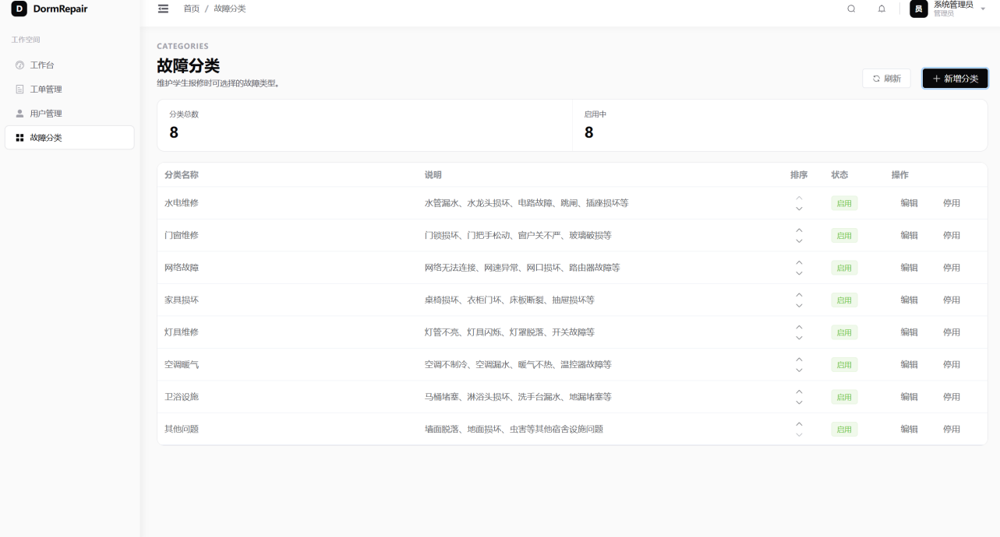 D DormRepair
首页 / 故障分类
员 系统管理员
管理员
工作空间
工作台
工单管理
用户管理
故障分类
CATEGORIES
故障分类
维护学生报修时可选择的故障类型。
刷新
新增分类
分类总数
8
启用中
8
分类名称 说明 排序 状态 操作
水电维修 水管漏水、水龙头损坏、电路故障、跳闸、插座损坏等 启用 编辑 停用
门窗维修 门锁损坏、门把手松动、窗户关不严、玻璃破损等 启用 编辑 停用
网络故障 网络无法连接、网速异常、网口损坏、路由器故障等 启用 编辑 停用
家具损坏 桌椅损坏、衣柜门坏、床板断裂、抽屉损坏等 启用 编辑 停用
灯具维修 灯管不亮、灯具闪烁、灯罩脱落、开关故障等 启用 编辑 停用
空调暖气 空调不制冷、空调漏水、暖气不热、温控器故障等 启用 编辑 停用
卫浴设施 马桶堵塞、淋浴头损坏、洗手台漏水、地漏堵塞等 启用 编辑 停用
其他问题 墙面脱落、地面损坏、虫害等其他宿舍设施问题 启用 编辑 停用